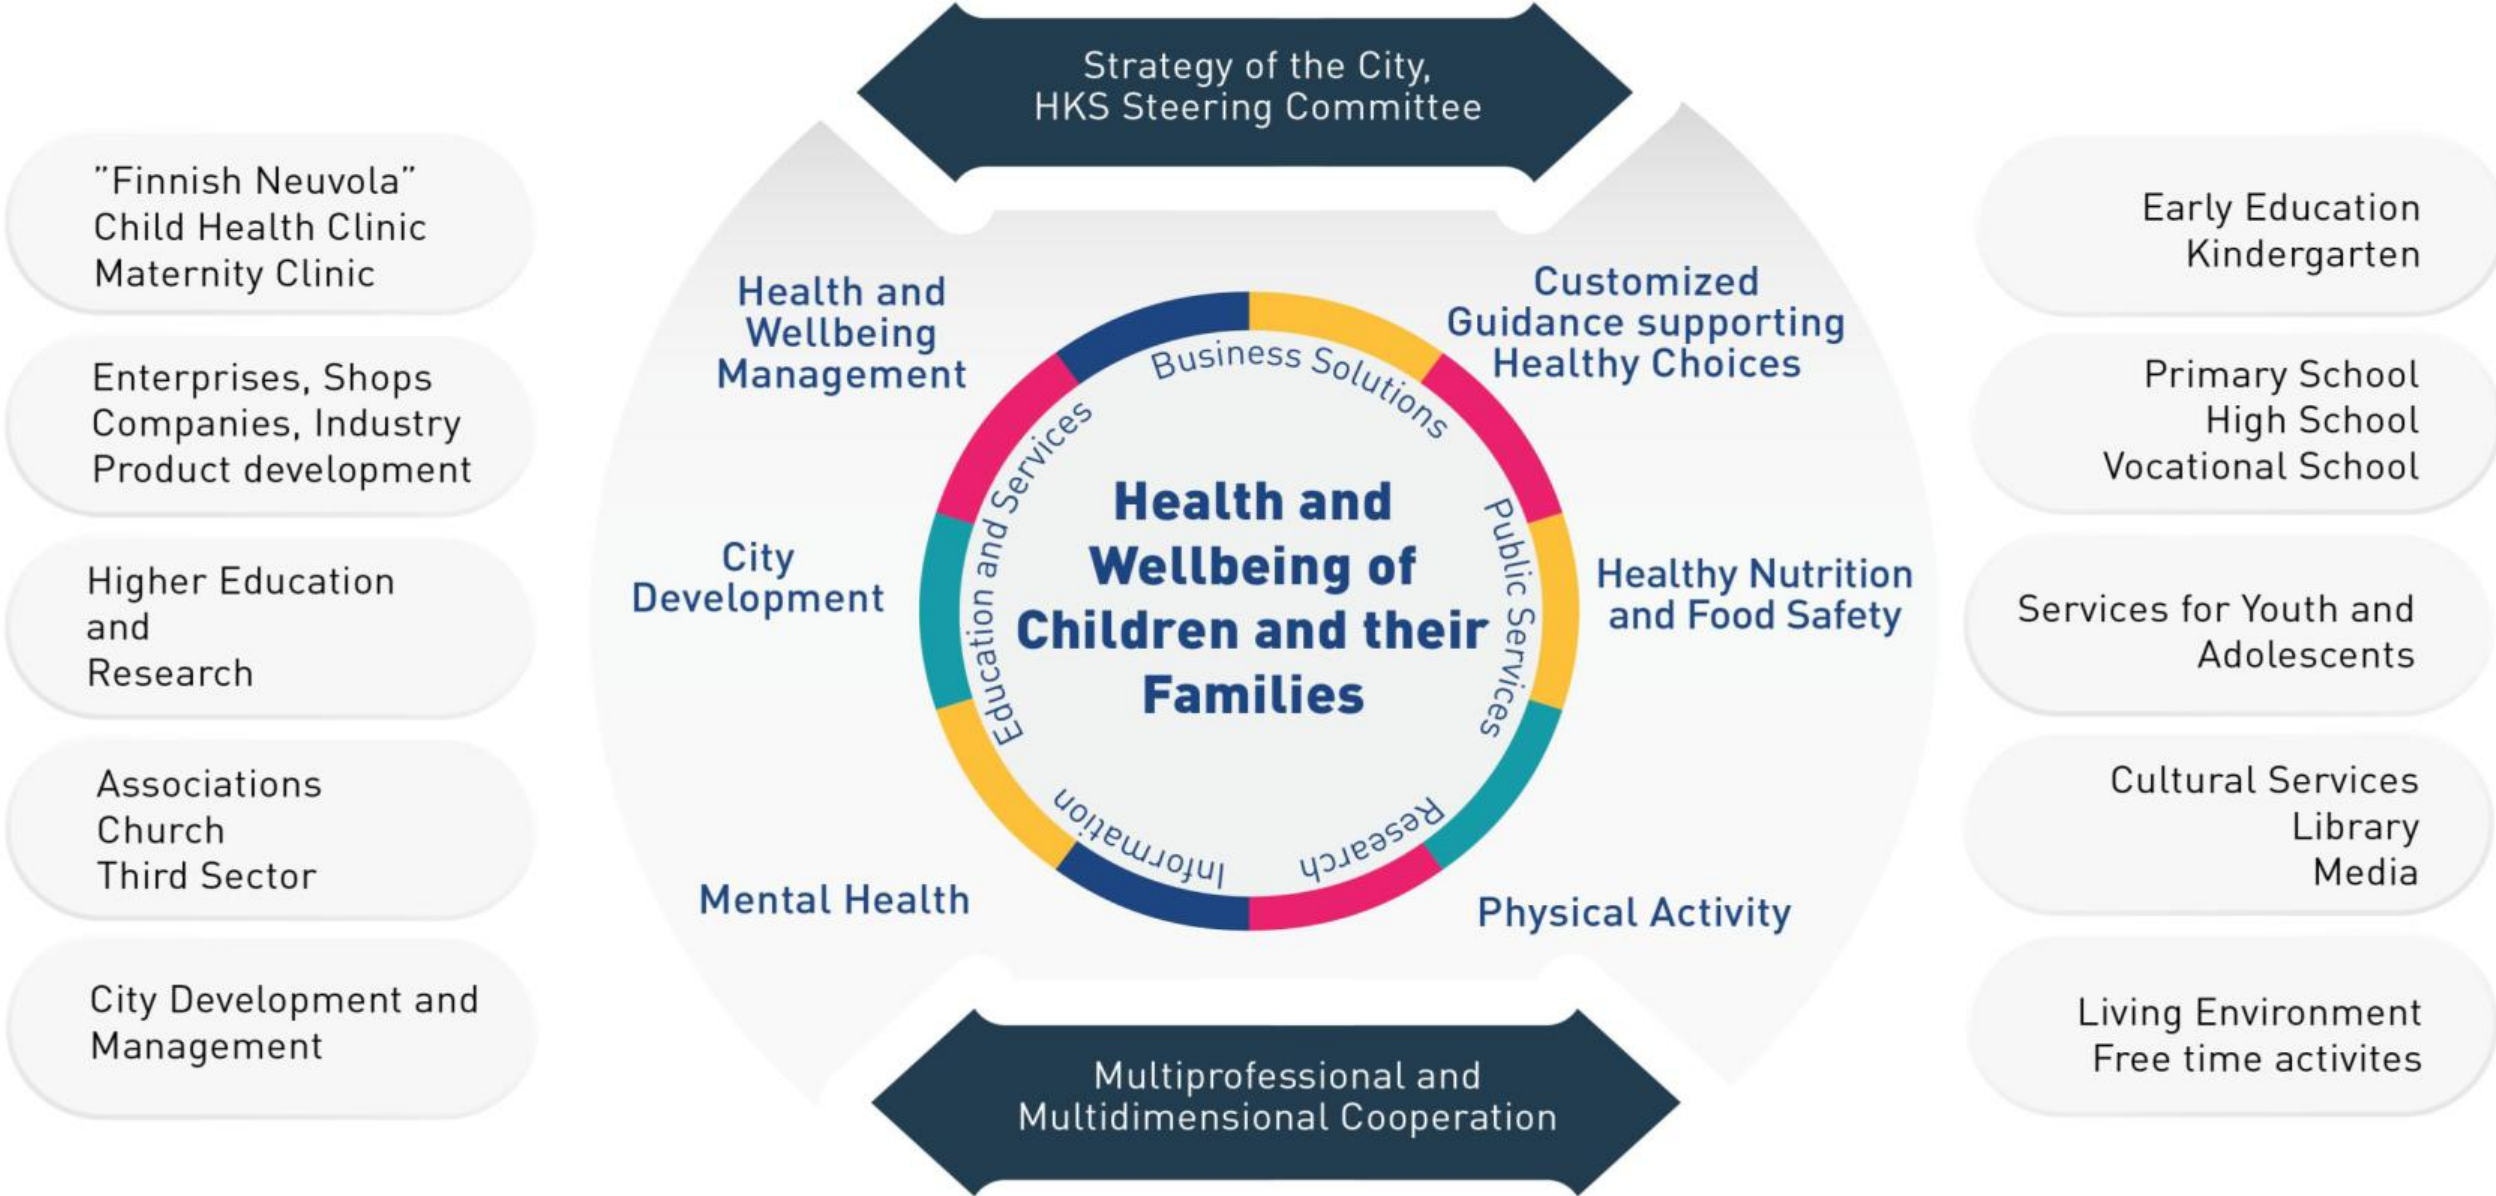 Strategy of the City,
HKS Steering Committee
”Finnish Neuvola”
Child Health Clinic
Maternity Clinic
Enterprises, Shops
Companies, Industry
Product development
Higher Education
and
Research
Associations
Church
Third Sector
City Development and
Management
Health and
Wellbeing
Management
City
Development
Mental Health
Business Solutions
Public Services
Research
Information
Education and Services
Health and
Wellbeing of
Children and their
Families
Customized
Guidance supporting
Healthy Choices
Healthy Nutrition
and Food Safety
Physical Activity
Early Education
Kindergarten
Primary School
High School
Vocational School
Services for Youth and
Adolescents
Cultural Services
Library
Media
Living Environment
Free time activites
Multiprofessional and
Multidimensional Cooperation